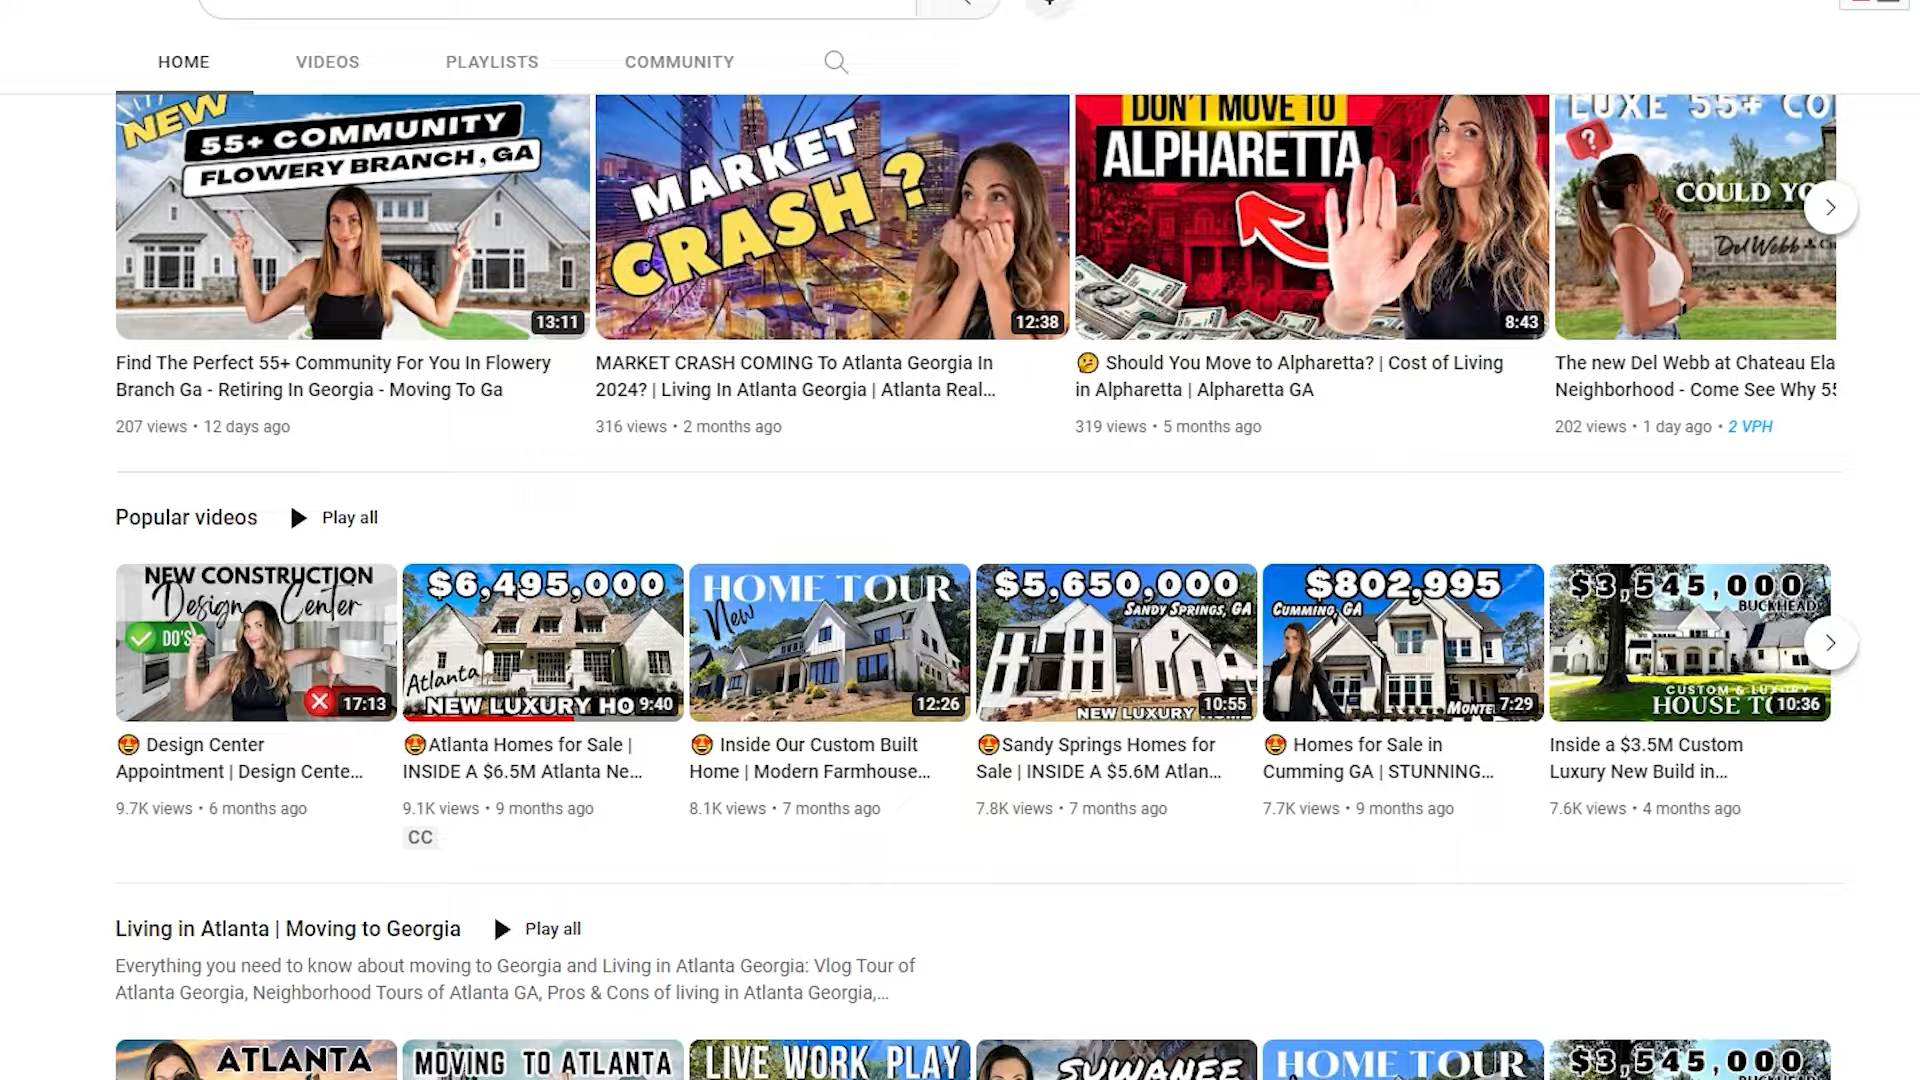 HOME VIDEOS PLAYLISTS COMMUNITY
NEW
55+ COMMUNITY
FLOWERY BRANCH, GA
13:11
MARKET
CRASH?
12:38
DON'T MOVE TO
ALPHARETTA
8:43
LUXE 55+ CO
?
COULD YO
Del Webb
Find The Perfect 55+ Community For You In Flowery
Branch Ga - Retiring In Georgia - Moving To Ga
207 views • 12 days ago
MARKET CRASH COMING To Atlanta Georgia In
2024? | Living In Atlanta Georgia | Atlanta Real...
316 views • 2 months ago
🤔 Should You Move to Alpharetta? | Cost of Living
in Alpharetta | Alpharetta GA
319 views • 5 months ago
The new Del Webb at Chateau Ela
Neighborhood - Come See Why 55
202 views • 1 day ago • 2 VPH
Popular videos Play all
NEW CONSTRUCTION
Design Center
DO'S
17:13
$6,495,000
Atlanta
NEW LUXURY HO
9:40
HOME TOUR
New
12:26
$5,650,000
SANDY SPRINGS, GA
10:55
NEW LUXURY
$802,995
CUMMING, GA
7:29
$3,545,000
BUCKHEAD
CUSTOM & LUXURY
HOUSE TO
10:36
😍 Design Center
Appointment | Design Cente...
9.7K views • 6 months ago
😍Atlanta Homes for Sale |
INSIDE A $6.5M Atlanta Ne...
9.1K views • 9 months ago
CC
😍 Inside Our Custom Built
Home | Modern Farmhouse...
8.1K views • 7 months ago
😍Sandy Springs Homes for
Sale | INSIDE A $5.6M Atlan...
7.8K views • 7 months ago
😍 Homes for Sale in
Cumming GA | STUNNING...
7.7K views • 9 months ago
Inside a $3.5M Custom
Luxury New Build in...
7.6K views • 4 months ago
Living in Atlanta | Moving to Georgia Play all
Everything you need to know about moving to Georgia and Living in Atlanta Georgia: Vlog Tour of
Atlanta Georgia, Neighborhood Tours of Atlanta GA, Pros & Cons of living in Atlanta Georgia,...
ATLANTA
MOVING TO ATLANTA
LIVE WORK PLAY
SUWANEE
HOME TOUR
$3,545,000